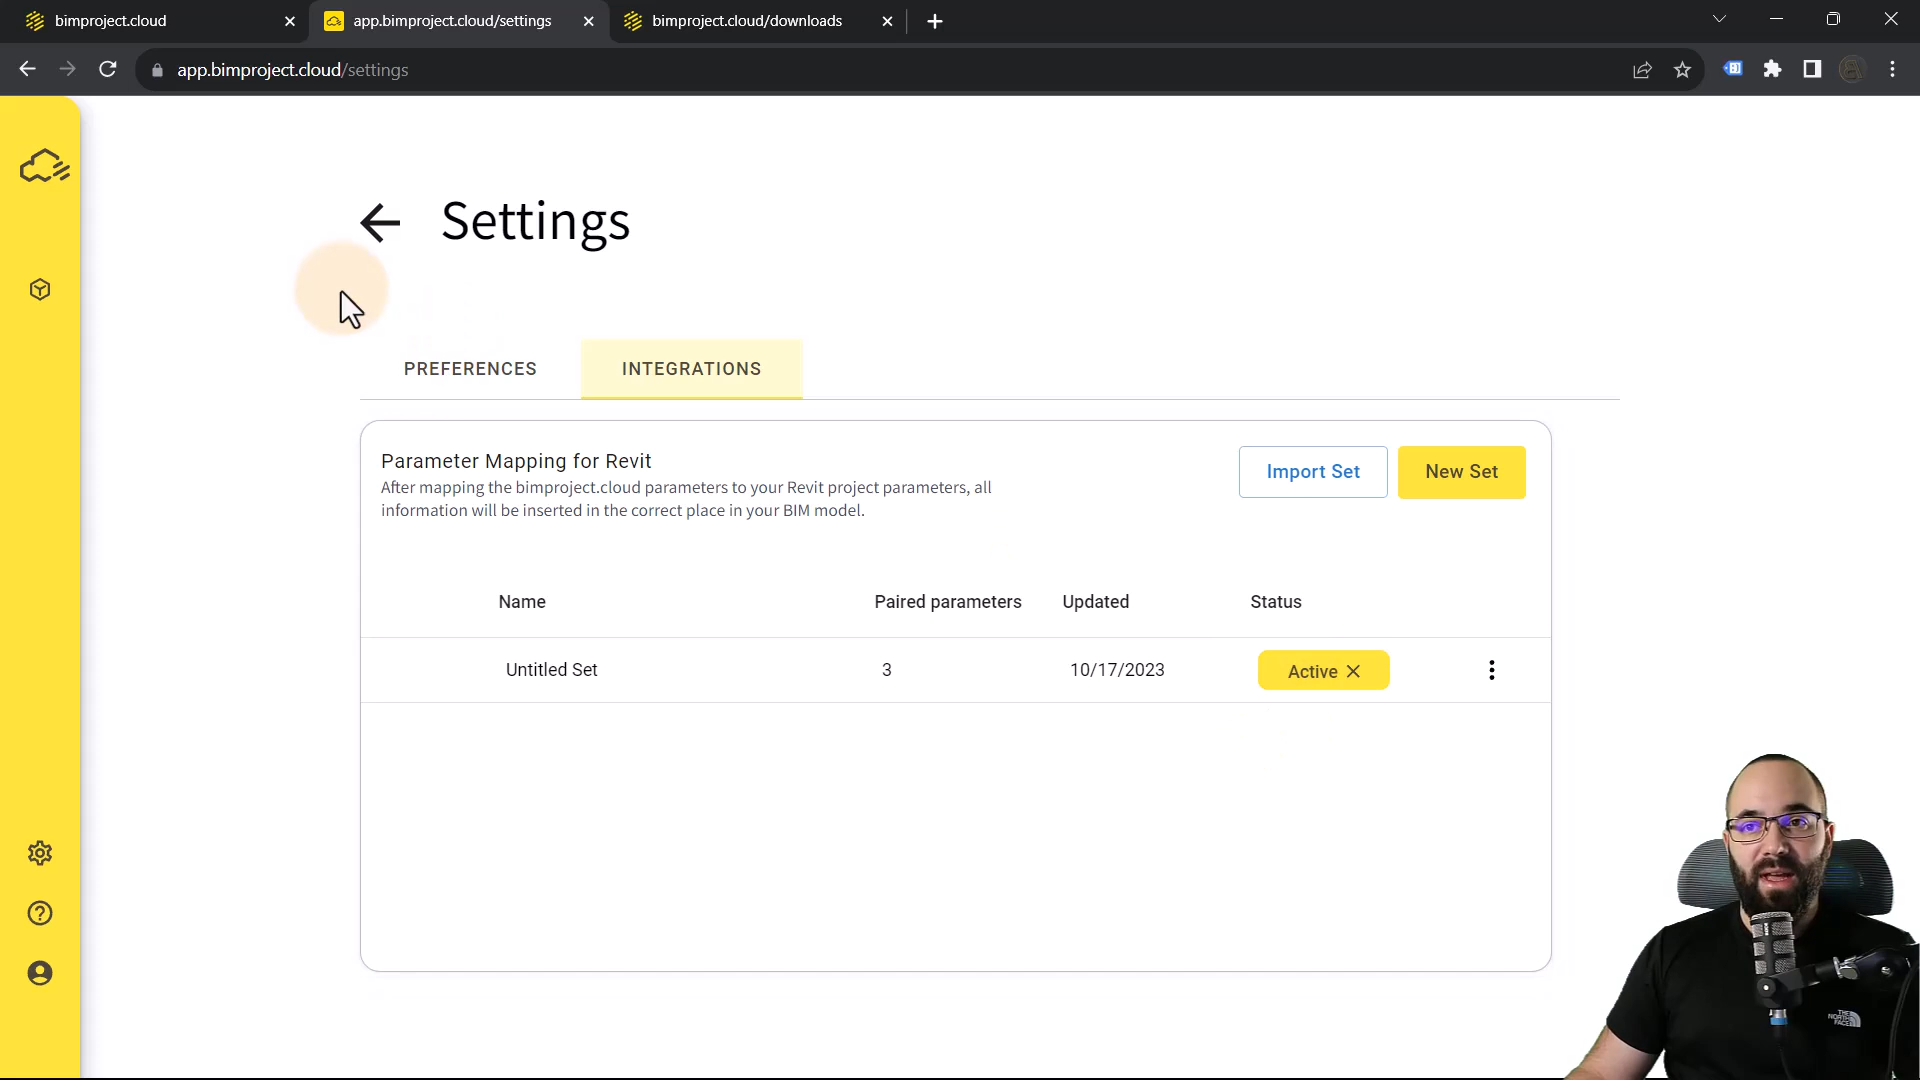 bimproject.cloud
app.bimproject.cloud/settings
bimproject.cloud/downloads
app.bimproject.cloud/settings
Settings
PREFERENCES
INTEGRATIONS
Parameter Mapping for Revit
After mapping the bimproject.cloud parameters to your Revit project parameters, all
information will be inserted in the correct place in your BIM model.
Import Set
New Set
Name
Paired parameters
Updated
Status
Untitled Set
3
10/17/2023
Active
THE
NORTH
FACE